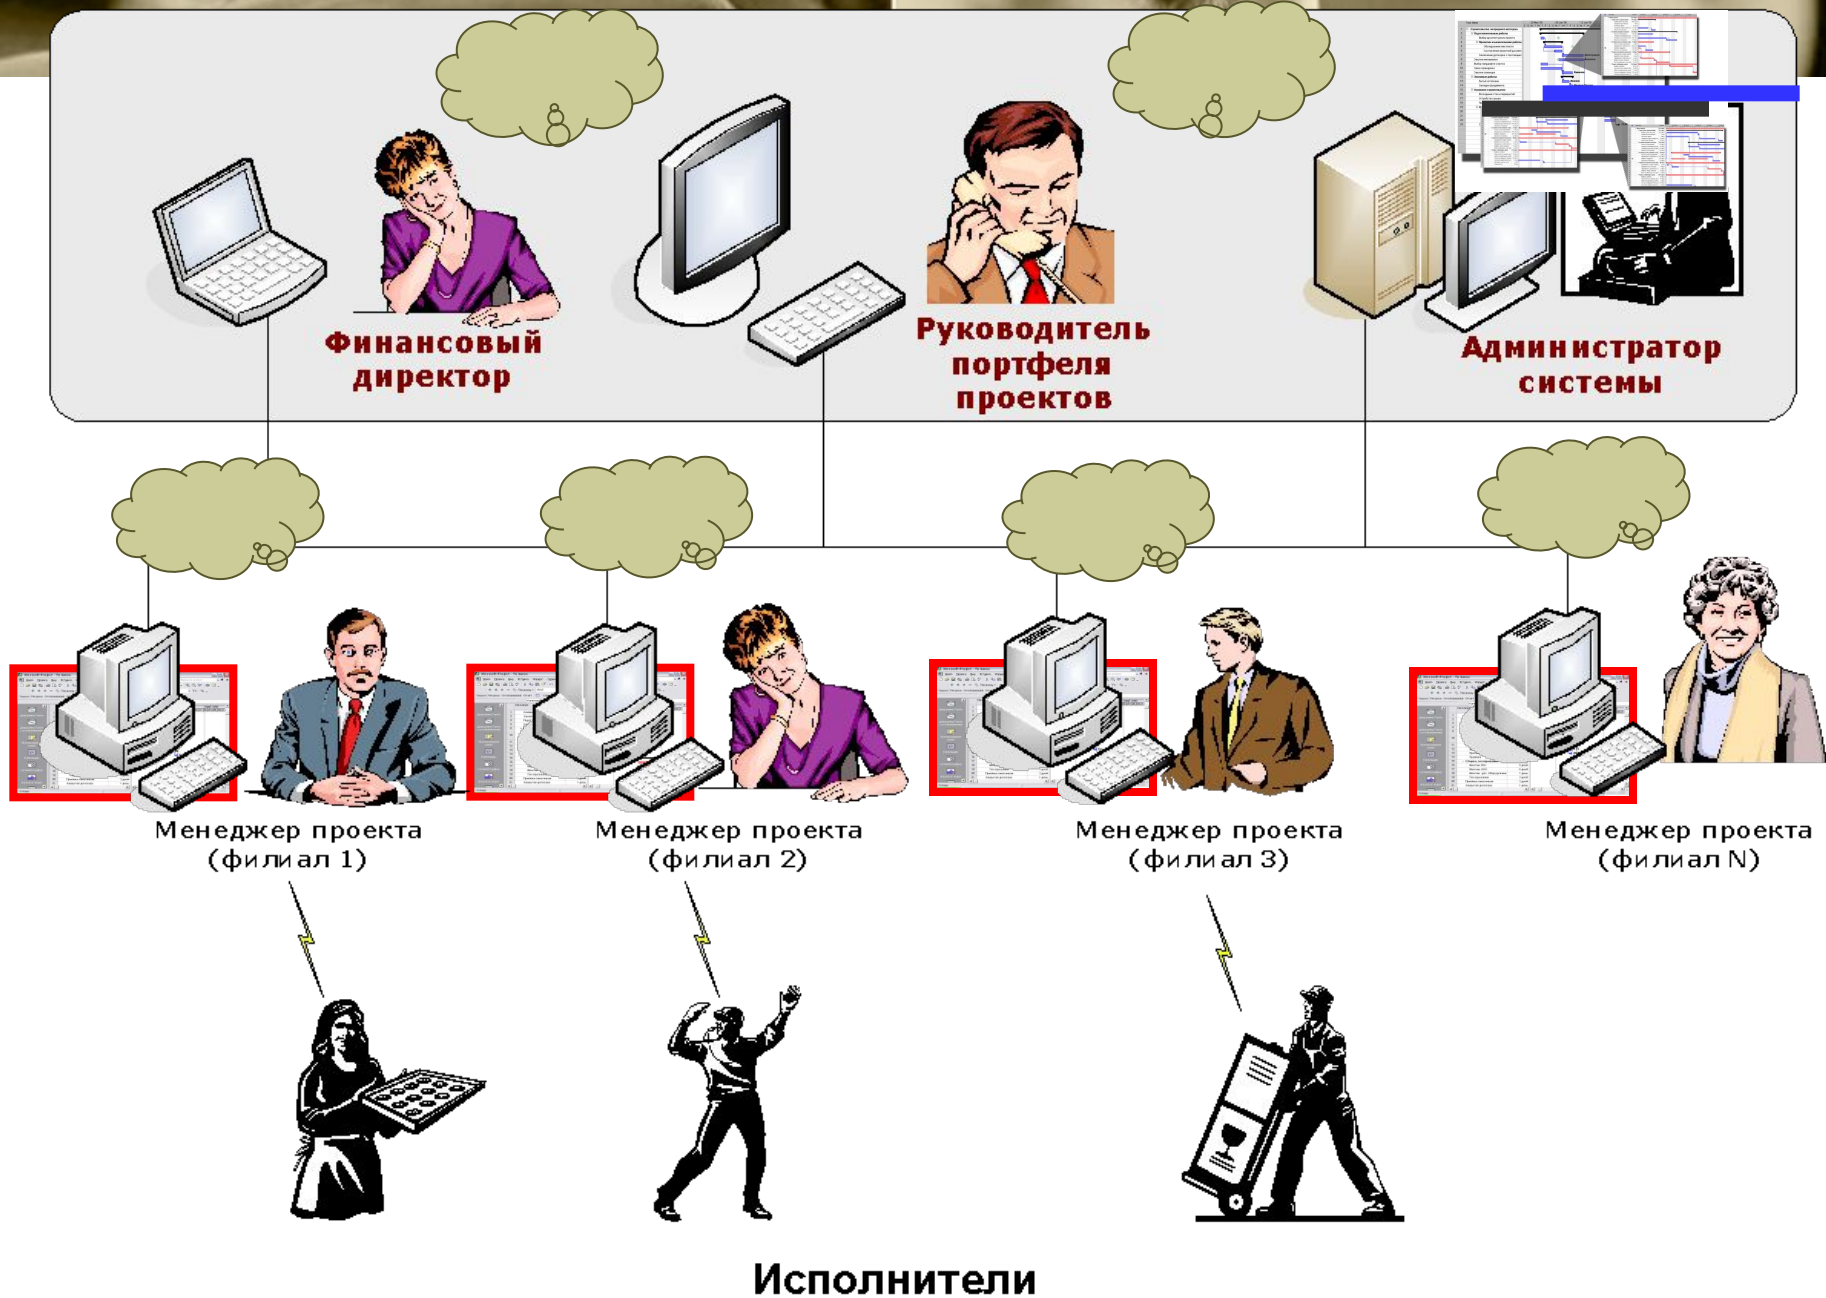 Финансовый
директор
Руководитель
портфеля
проектов
Администратор
системы
Менеджер проекта
(филиал 1)
Менеджер проекта
(филиал 2)
Менеджер проекта
(филиал 3)
Менеджер проекта
(филиал N)
Исполнители